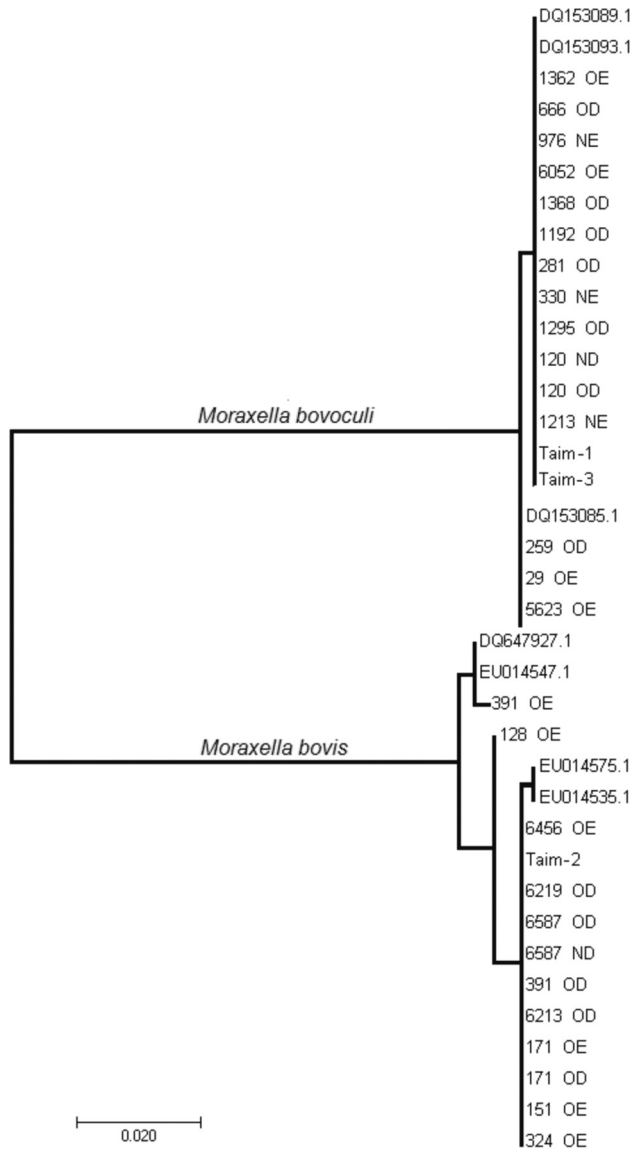 DQ153089.1
DQ153093.1
1362 OE
666 OD
976 NE
6052 OE
1368 OD
1192 OD
281 OD
330 NE
1295 OD
120 ND
120 OD
Moraxella bovoculi
1213 NE
Taim-1
Taim-3
DQ153085.1
259 OD
29 OE
5623 OE
DQ647927.1
EU014547.1
391 OE
128 OE
Moraxella bovis
EU014575.1
EU014535.1
6456 OE
Taim-2
6219 OD
6587 OD
6587 ND
391 OD
6213 OD
171 OE
171 OD
151 OE
0.020
324 OE